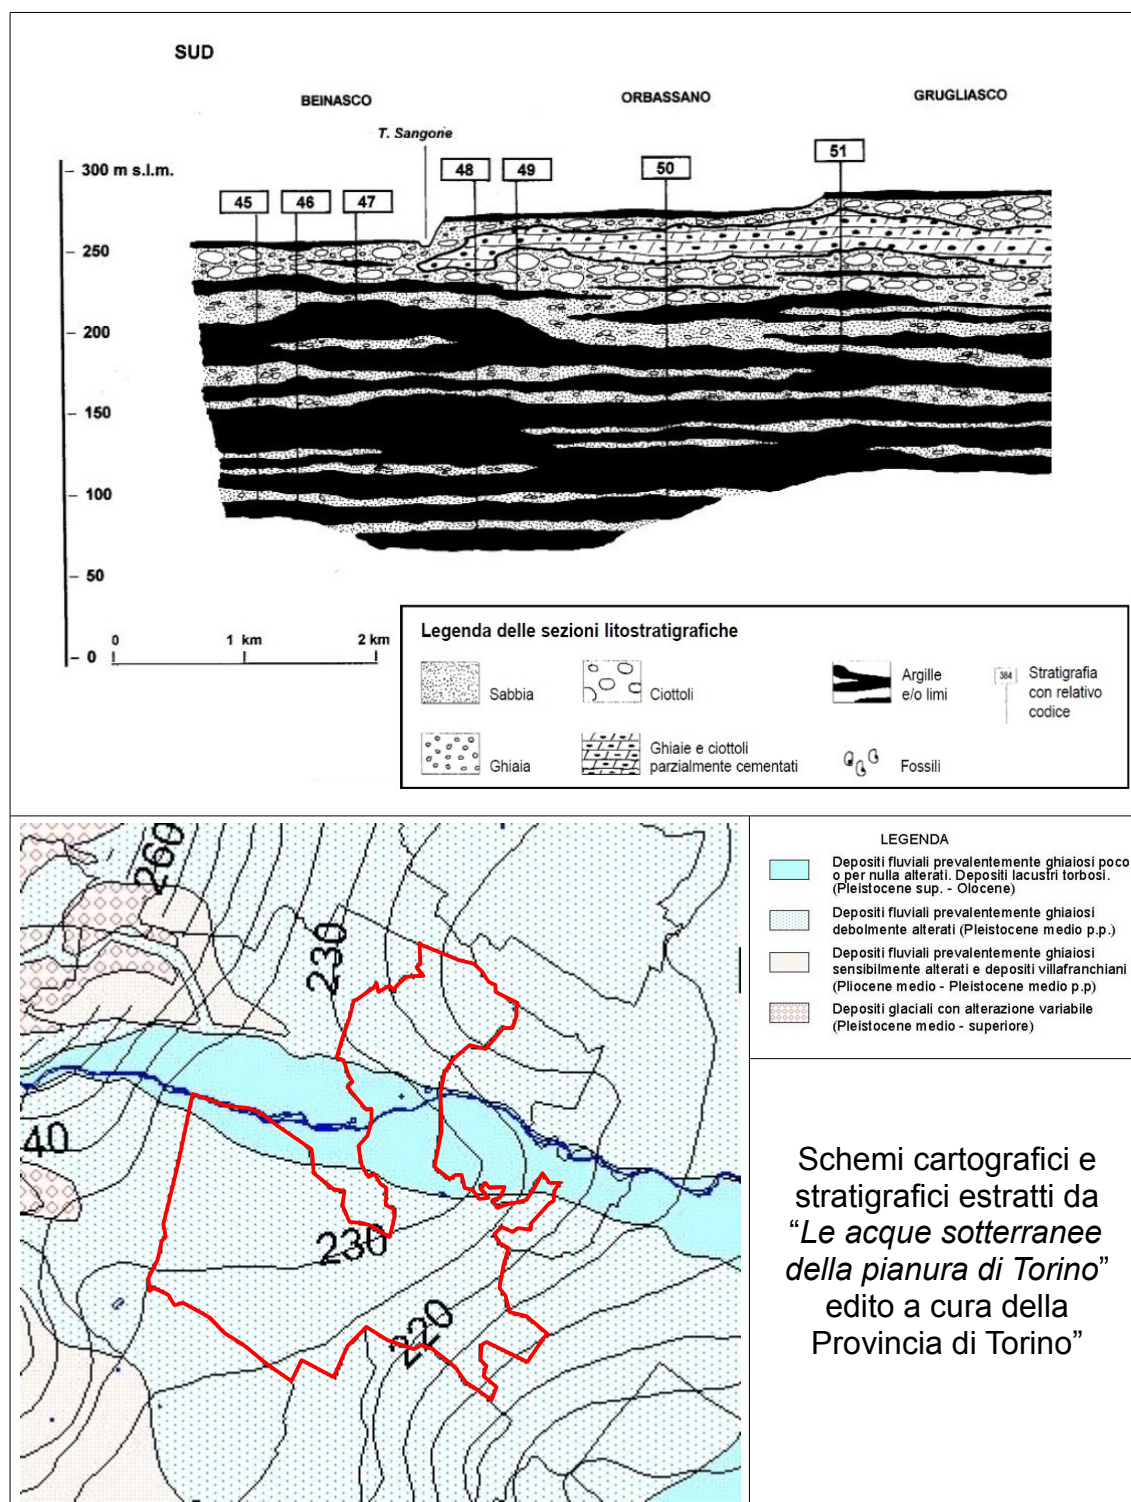 SUD
BEINASCO
ORBASSANO
GRUGLIASCO
T. Sangone
300 m s.l.m.
250
200
150
100
50
0
45
46
47
48
49
50
51
0
1 km
2 km
Legenda delle sezioni litostratigrafiche
Sabbia
Ciottoli
Argille
e/o limi
384
Stratigrafia
con relativo
codice
Ghiaia
Ghiaie e ciottoli
parzialmente cementati
Fossili
260
230
40
230
220
LEGENDA
Depositi fluviali prevalentemente ghiaiosi poco
o per nulla alterati. Depositi lacustri torbosi.
(Pleistocene sup. - Olocene)
Depositi fluviali prevalentemente ghiaiosi
debolmente alterati (Pleistocene medio p.p.)
Depositi fluviali prevalentemente ghiaiosi
sensibilmente alterati e depositi villafranchiani
(Pliocene medio - Pleistocene medio p.p)
Depositi glaciali con alterazione variabile
(Pleistocene medio - superiore)
Schemi cartografici e
stratigrafici estratti da
“Le acque sotterranee
della pianura di Torino”
edito a cura della
Provincia di Torino”